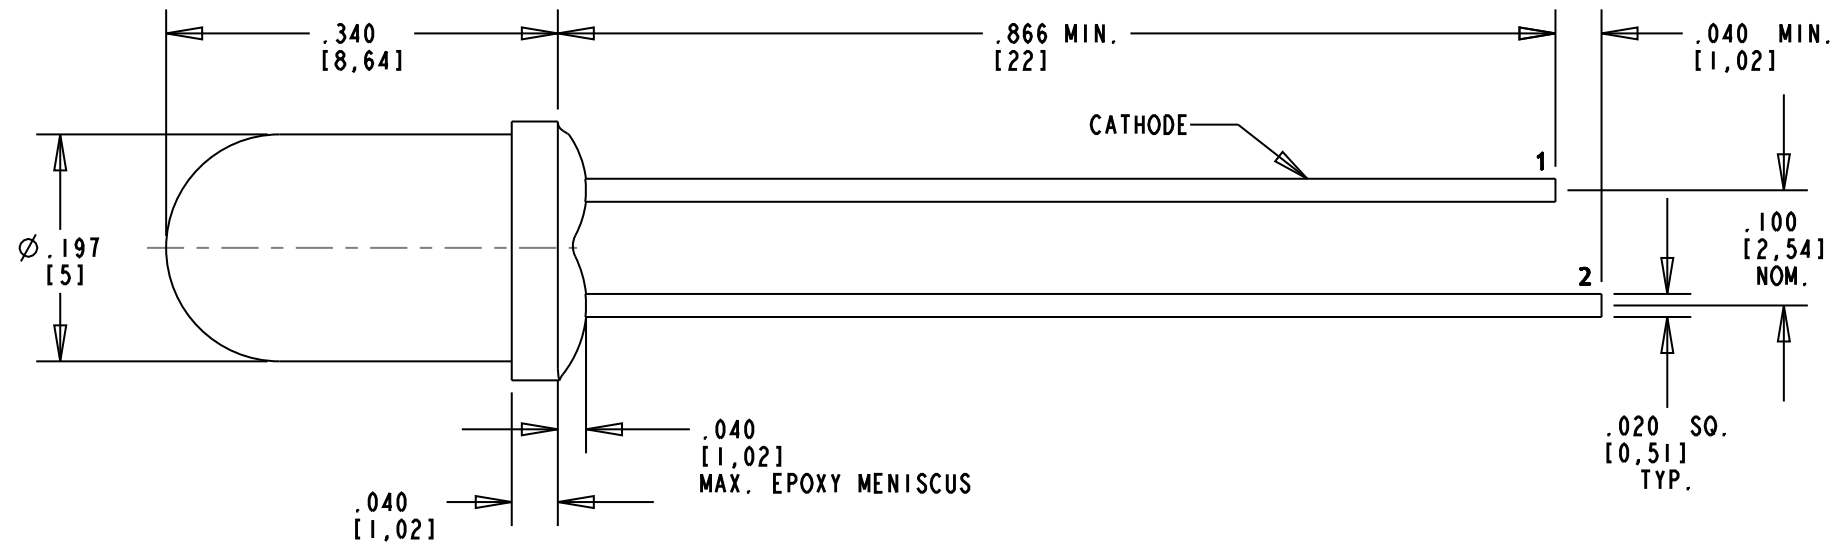 .340
[8,64]
.866 MIN.
[22]
.040 MIN.
[1,02]
CATHODE
1
.100
[2,54]
NOM.
Ø .197
[5]
2
.040
[1,02]
MAX. EPOXY MENISCUS
.020 SQ.
[0,51]
TYP.
.040
[1,02]